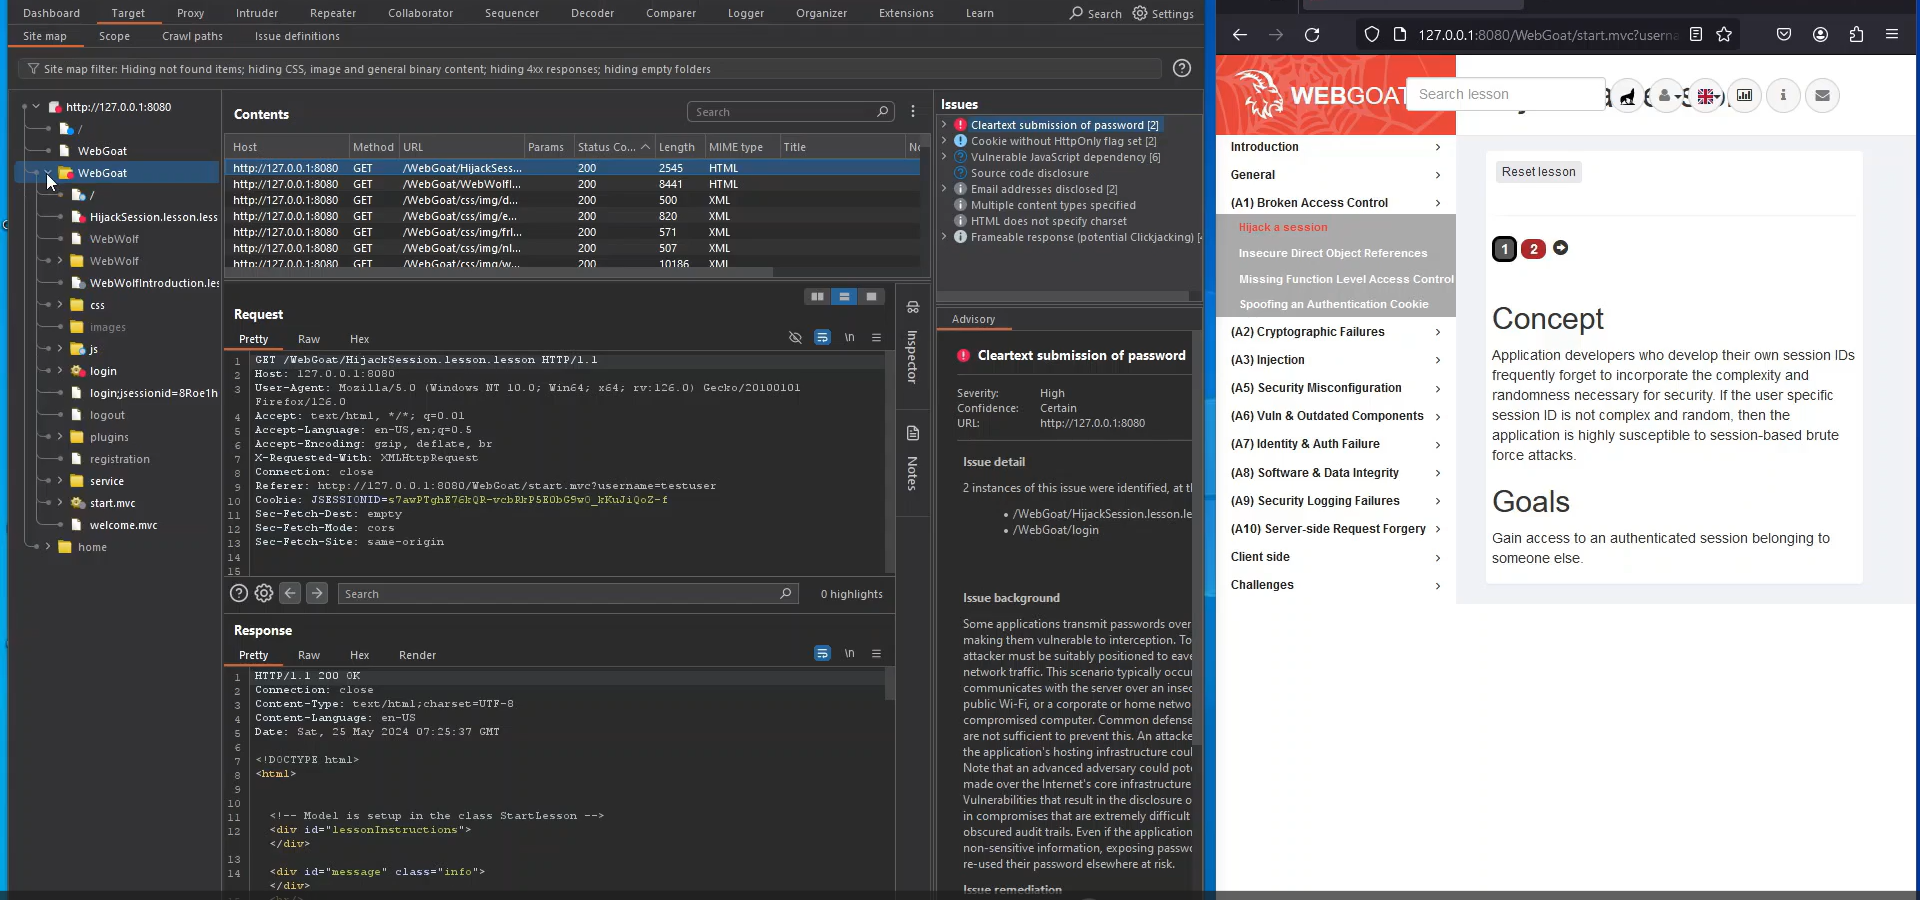 Dashboard Target Proxy Intruder Repeater Collaborator Sequencer Decoder Comparer Logger Organizer Extensions Learn Search Settings
Site map Scope Crawl paths Issue definitions
Site map filter: Hiding not found items; hiding CSS, image and general binary content; hiding 4xx responses; hiding empty folders
http://127.0.0.1:8080
/
WebGoat
WebGoat
/
HijackSession.lesson.less
WebWolf
WebWolf
WebWolfIntroduction.les
css
images
js
login
login;jsessionid=8Roe1h
logout
plugins
registration
service
start.mvc
welcome.mvc
home
Contents
Search
Host Method URL Params Status Co... Length MIME type Title
http://127.0.0.1:8080 GET /WebGoat/HijackSess... 200 2545 HTML
http://127.0.0.1:8080 GET /WebGoat/WebWolfI... 200 8441 HTML
http://127.0.0.1:8080 GET /WebGoat/css/img/d... 200 500 XML
http://127.0.0.1:8080 GET /WebGoat/css/img/e... 200 820 XML
http://127.0.0.1:8080 GET /WebGoat/css/img/frl... 200 571 XML
http://127.0.0.1:8080 GET /WebGoat/css/img/nl... 200 507 XML
http://127.0.0.1:8080 GET /WebGoat/css/img/w... 200 10186 XML
Request
Pretty Raw Hex
\n
1 GET /WebGoat/HijackSession.lesson.lesson HTTP/1.1
2 Host: 127.0.0.1:8080
3 User-Agent: Mozilla/5.0 (Windows NT 10.0; Win64; x64; rv:126.0) Gecko/20100101
Firefox/126.0
4 Accept: text/html, */*; q=0.01
5 Accept-Language: en-US,en;q=0.5
6 Accept-Encoding: gzip, deflate, br
7 X-Requested-With: XMLHttpRequest
8 Connection: close
9 Referer: http://127.0.0.1:8080/WebGoat/start.mvc?username=testuser
10 Cookie: JSESSIONID=
11 Sec-Fetch-Dest: empty
12 Sec-Fetch-Mode: cors
13 Sec-Fetch-Site: same-origin
14
15
Search
0 highlights
Response
Pretty Raw Hex Render
\n
1 HTTP/1.1 200 OK
2 Connection: close
3 Content-Type: text/html;charset=UTF-8
4 Content-Language: en-US
5 Date: Sat, 25 May 2024 07:25:37 GMT
6
7 <!DOCTYPE html>
8 <html>
9
10
11 <!-- Model is setup in the class StartLesson -->
12 <div id="lessonInstructions">
</div>
13
14 <div id="message" class="info">
</div>
Inspector
Notes
Issues
Cleartext submission of password [2]
Cookie without HttpOnly flag set [2]
Vulnerable JavaScript dependency [6]
Source code disclosure
Email addresses disclosed [2]
Multiple content types specified
HTML does not specify charset
Frameable response (potential Clickjacking) [
Advisory
Cleartext submission of password
Severity: High
Confidence: Certain
URL: http://127.0.0.1:8080
Issue detail
2 instances of this issue were identified, at th
• /WebGoat/HijackSession.lesson.le
• /WebGoat/login
Issue background
Some applications transmit passwords over
making them vulnerable to interception. To
attacker must be suitably positioned to eave
network traffic. This scenario typically occur
communicates with the server over an insec
public Wi-Fi, or a corporate or home netwo
compromised computer. Common defense
are not sufficient to prevent this. An attacke
the application's hosting infrastructure coul
Note that an advanced adversary could pote
made over the Internet's core infrastructure
Vulnerabilities that result in the disclosure o
in compromises that are extremely difficult
obscured audit trails. Even if the application
non-sensitive information, exposing passwo
re-used their password elsewhere at risk.
Issue remediation
127.0.0.1:8080/WebGoat/start.mvc?userna
WEBGOAT
Search lesson
Introduction
General
(A1) Broken Access Control
Hijack a session
Insecure Direct Object References
Missing Function Level Access Control
Spoofing an Authentication Cookie
(A2) Cryptographic Failures
(A3) Injection
(A5) Security Misconfiguration
(A6) Vuln & Outdated Components
(A7) Identity & Auth Failure
(A8) Software & Data Integrity
(A9) Security Logging Failures
(A10) Server-side Request Forgery
Client side
Challenges
Reset lesson
1 2
Concept
Application developers who develop their own session IDs
frequently forget to incorporate the complexity and
randomness necessary for security. If the user specific
session ID is not complex and random, then the
application is highly susceptible to session-based brute
force attacks.
Goals
Gain access to an authenticated session belonging to
someone else.